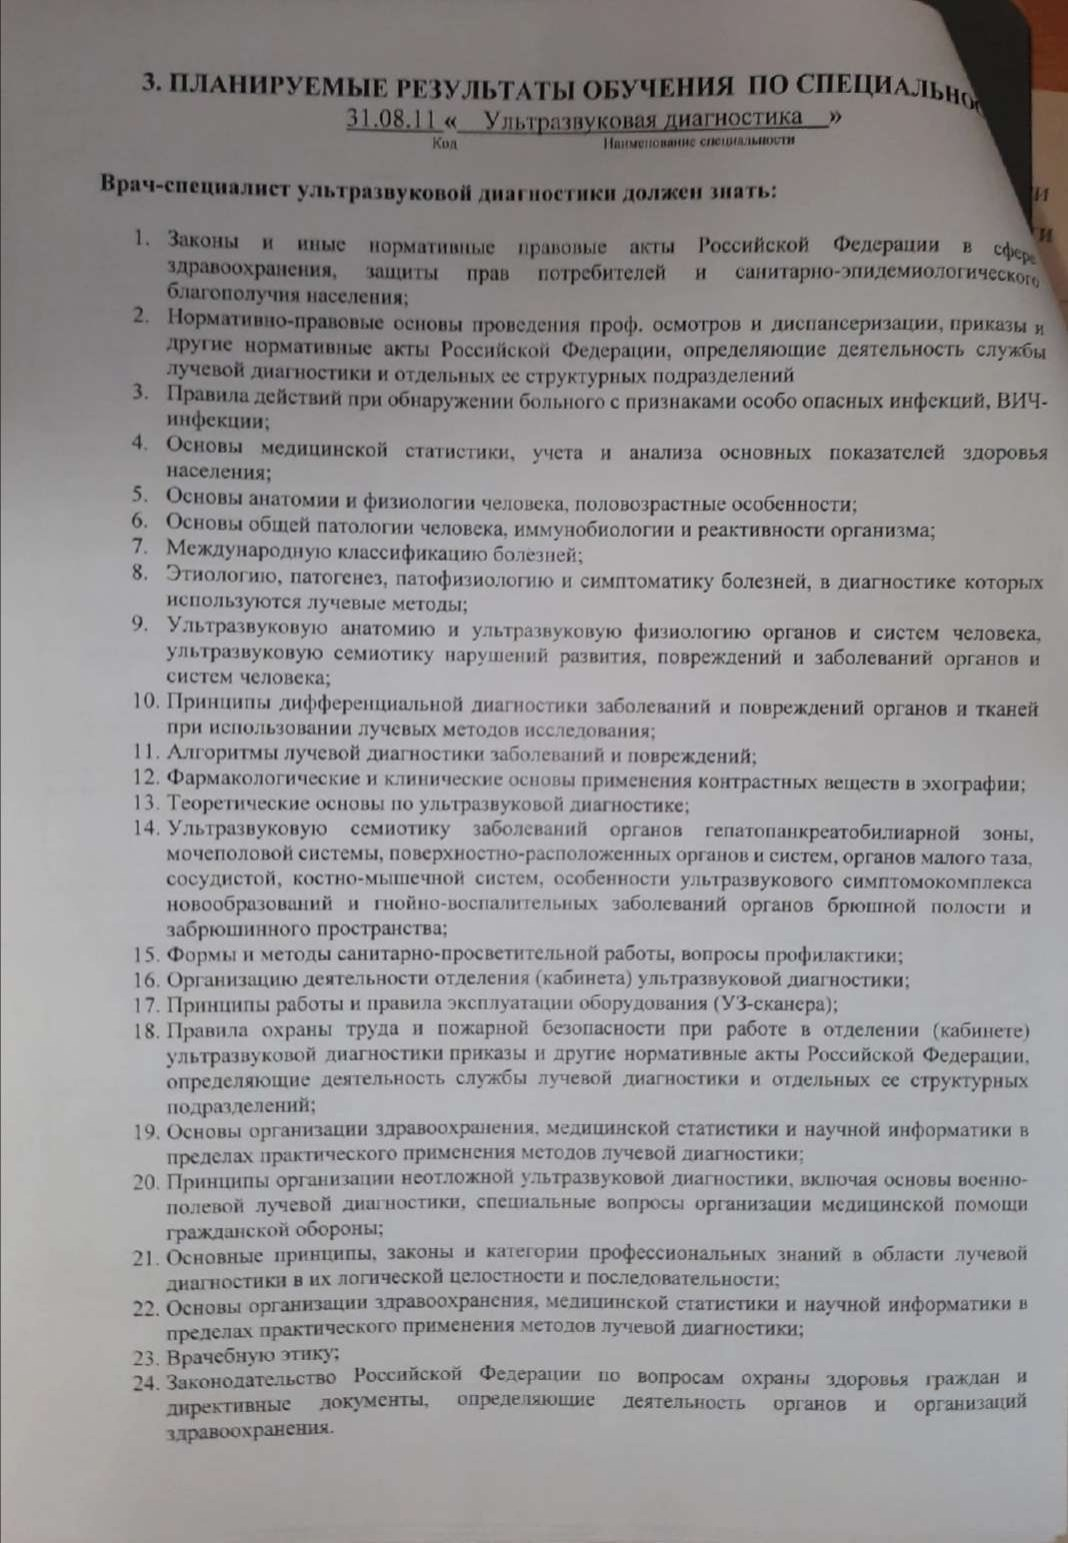 3. ПЛАНИРУЕМЫЕ РЕЗУЛЬТАТЫ ОБУЧЕНИЯ ПО СПЕЦИАЛЬНО
31.08.11 « Ультразвуковая диагностика »
Код Наименование специальности
Врач-специалист ультразвуковой диагностики должен знать:
1. Законы и иные нормативные правовые акты Российской Федерации в сфере
здравоохранения, защиты прав потребителей и санитарно-эпидемиологического
благополучия населения;
2. Нормативно-правовые основы проведения проф. осмотров и диспансеризации, приказы и
другие нормативные акты Российской Федерации, определяющие деятельность службы
лучевой диагностики и отдельных ее структурных подразделений
3. Правила действий при обнаружении больного с признаками особо опасных инфекций, ВИЧ-
инфекции;
4. Основы медицинской статистики, учета и анализа основных показателей здоровья
населения;
5. Основы анатомии и физиологии человека, половозрастные особенности;
6. Основы общей патологии человека, иммунобиологии и реактивности организма;
7. Международную классификацию болезней;
8. Этиологию, патогенез, патофизиологию и симптоматику болезней, в диагностике которых
используются лучевые методы;
9. Ультразвуковую анатомию и ультразвуковую физиологию органов и систем человека,
ультразвуковую семиотику нарушений развития, повреждений и заболеваний органов и
систем человека;
10. Принципы дифференциальной диагностики заболеваний и повреждений органов и тканей
при использовании лучевых методов исследования;
11. Алгоритмы лучевой диагностики заболеваний и повреждений;
12. Фармакологические и клинические основы применения контрастных веществ в эхографии;
13. Теоретические основы по ультразвуковой диагностике;
14. Ультразвуковую семиотику заболеваний органов гепатопанкреатобилиарной зоны,
мочеполовой системы, поверхностно-расположенных органов и систем, органов малого таза,
сосудистой, костно-мышечной систем, особенности ультразвукового симптомокомплекса
новообразований и гнойно-воспалительных заболеваний органов брюшной полости и
забрюшинного пространства;
15. Формы и методы санитарно-просветительной работы, вопросы профилактики;
16. Организацию деятельности отделения (кабинета) ультразвуковой диагностики;
17. Принципы работы и правила эксплуатации оборудования (УЗ-сканера);
18. Правила охраны труда и пожарной безопасности при работе в отделении (кабинете)
ультразвуковой диагностики приказы и другие нормативные акты Российской Федерации,
определяющие деятельность службы лучевой диагностики и отдельных ее структурных
подразделений;
19. Основы организации здравоохранения, медицинской статистики и научной информатики в
пределах практического применения методов лучевой диагностики;
20. Принципы организации неотложной ультразвуковой диагностики, включая основы военно-
полевой лучевой диагностики, специальные вопросы организации медицинской помощи
гражданской обороны;
21. Основные принципы, законы и категории профессиональных знаний в области лучевой
диагностики в их логической целостности и последовательности;
22. Основы организации здравоохранения, медицинской статистики и научной информатики в
пределах практического применения методов лучевой диагностики;
23. Врачебную этику;
24. Законодательство Российской Федерации по вопросам охраны здоровья граждан и
директивные документы, определяющие деятельность органов и организаций
здравоохранения.